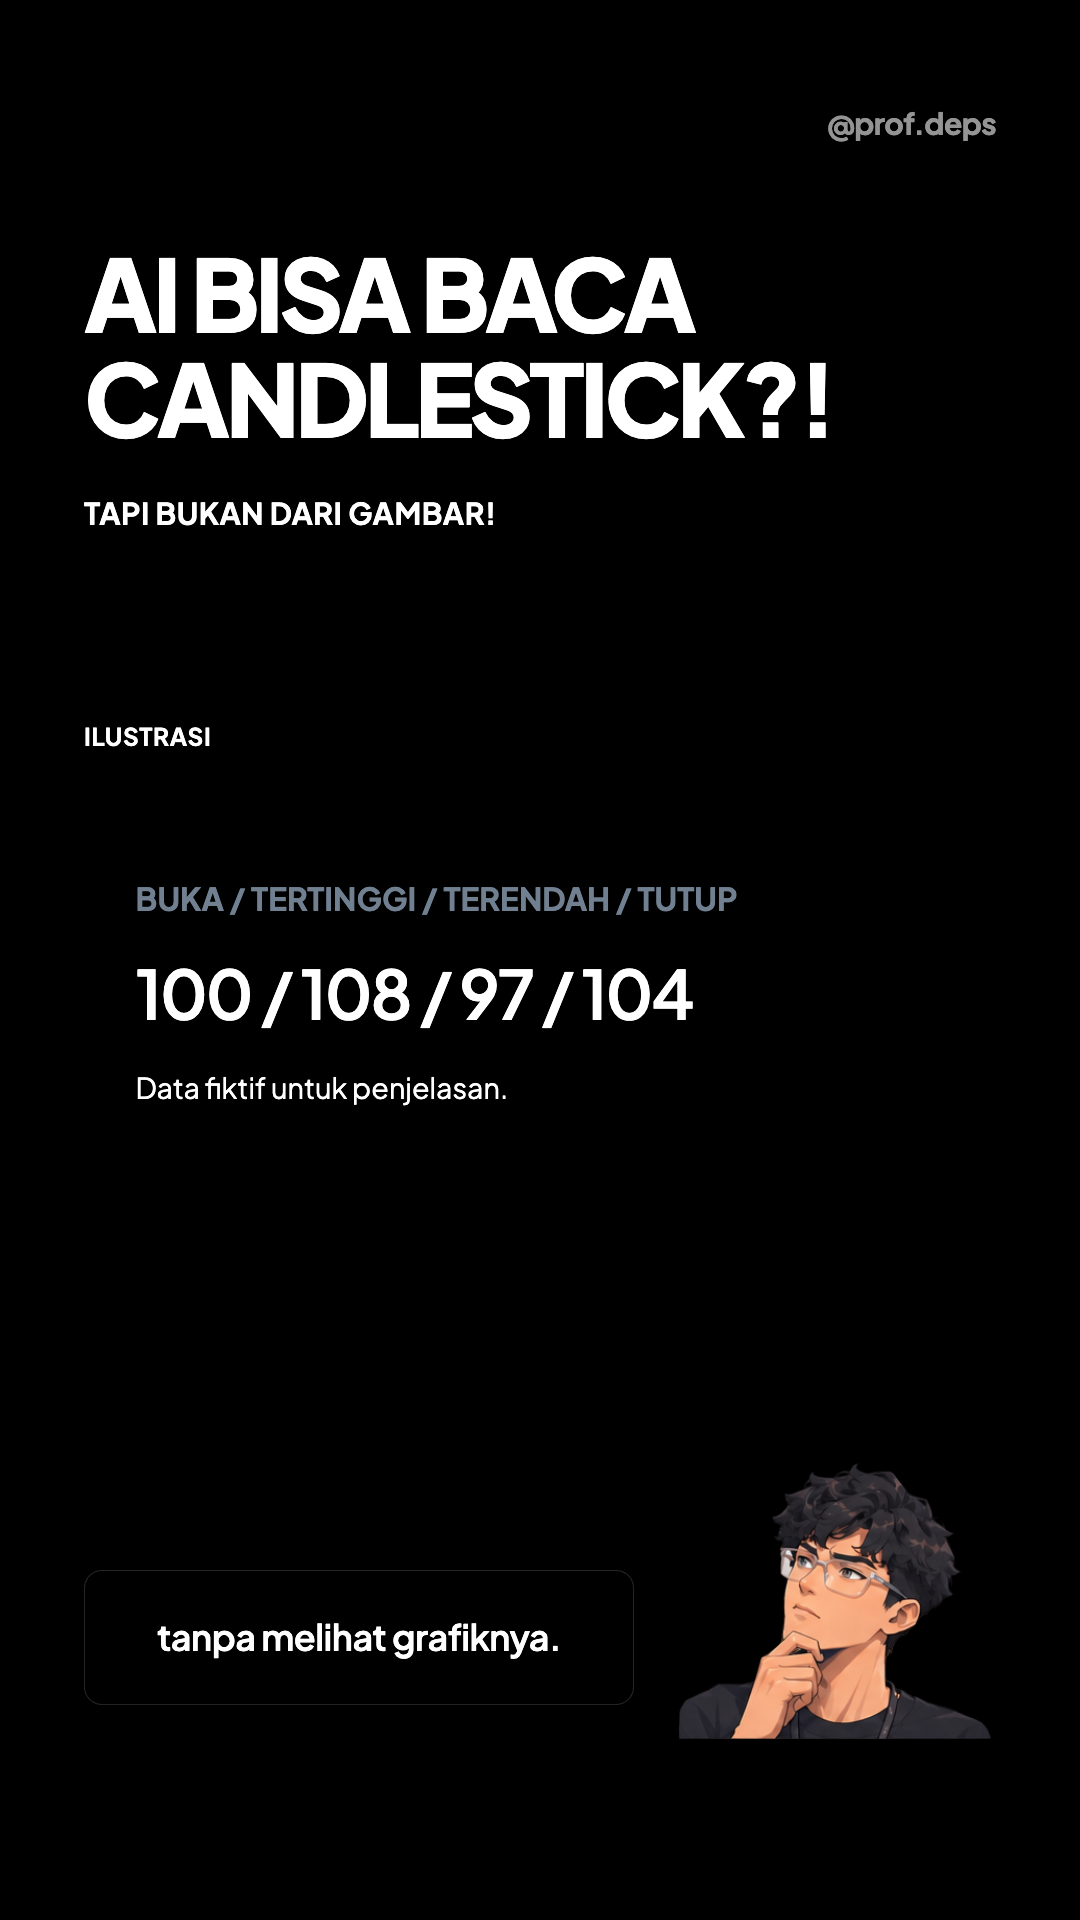 @prof.deps
AI BISA BACA
CANDLESTICK?!
TAPI BUKAN DARI GAMBAR!
ILUSTRASI
BUKA / TERTINGGI / TERENDAH / TUTUP
100 / 108 / 97 / 104
Data fiktif untuk penjelasan.
tanpa melihat grafiknya.